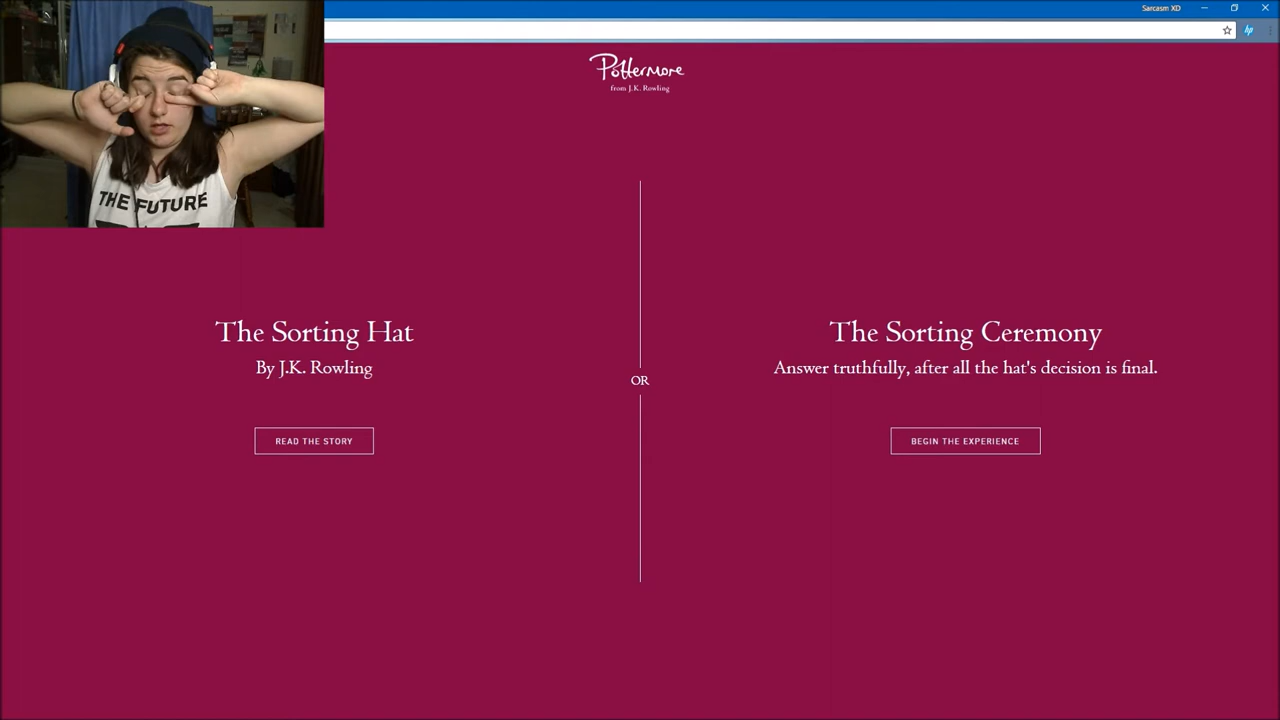 Sarcasm XD
Pottermore
from J.K. Rowling
THE FUTURE
The Sorting Hat
By J.K. Rowling
READ THE STORY
OR
The Sorting Ceremony
Answer truthfully, after all the hat's decision is final.
BEGIN THE EXPERIENCE